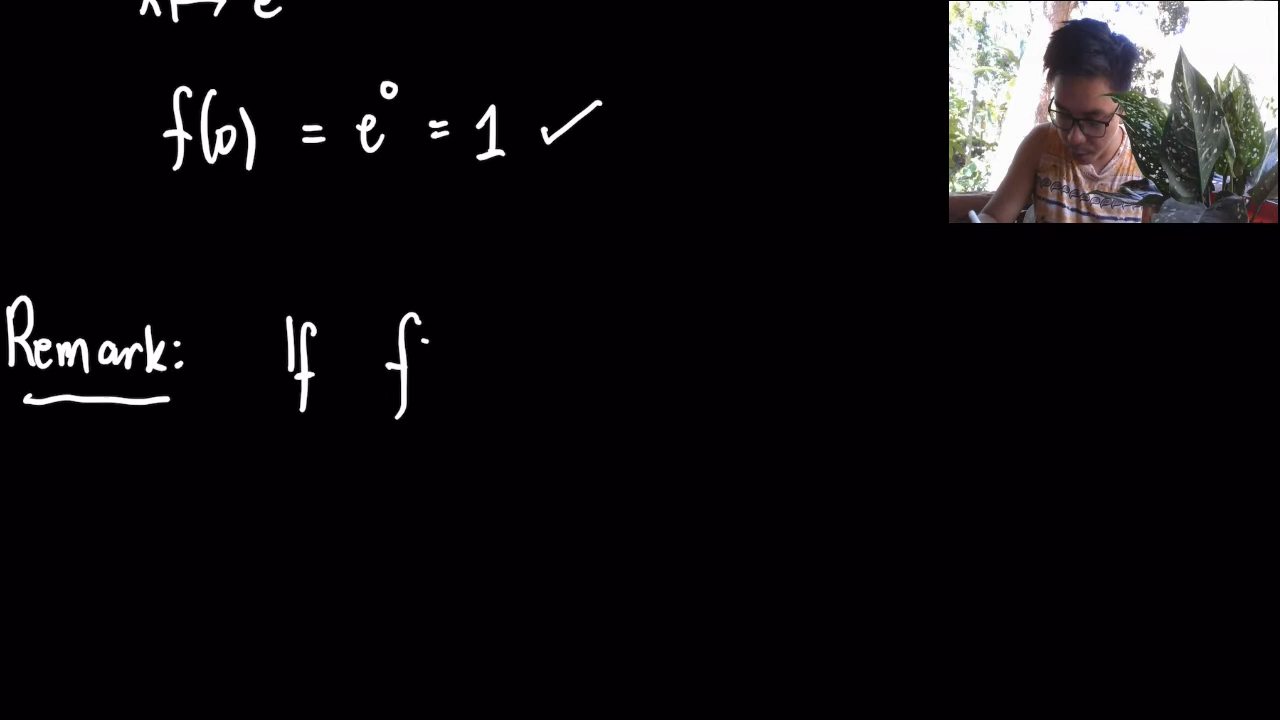 x ↦ e
f(0) = e⁰ = 1 ✓
Remark: If f